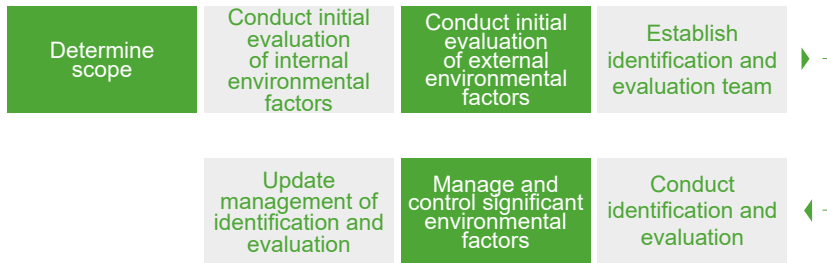 Determine
scope
Conduct initial
evaluation
of internal
environmental
factors
Conduct initial
evaluation
of external
environmental
factors
Establish
identification and
evaluation team
Update
management of
identification and
evaluation
Manage and
control significant
environmental
factors
Conduct
identification and
evaluation